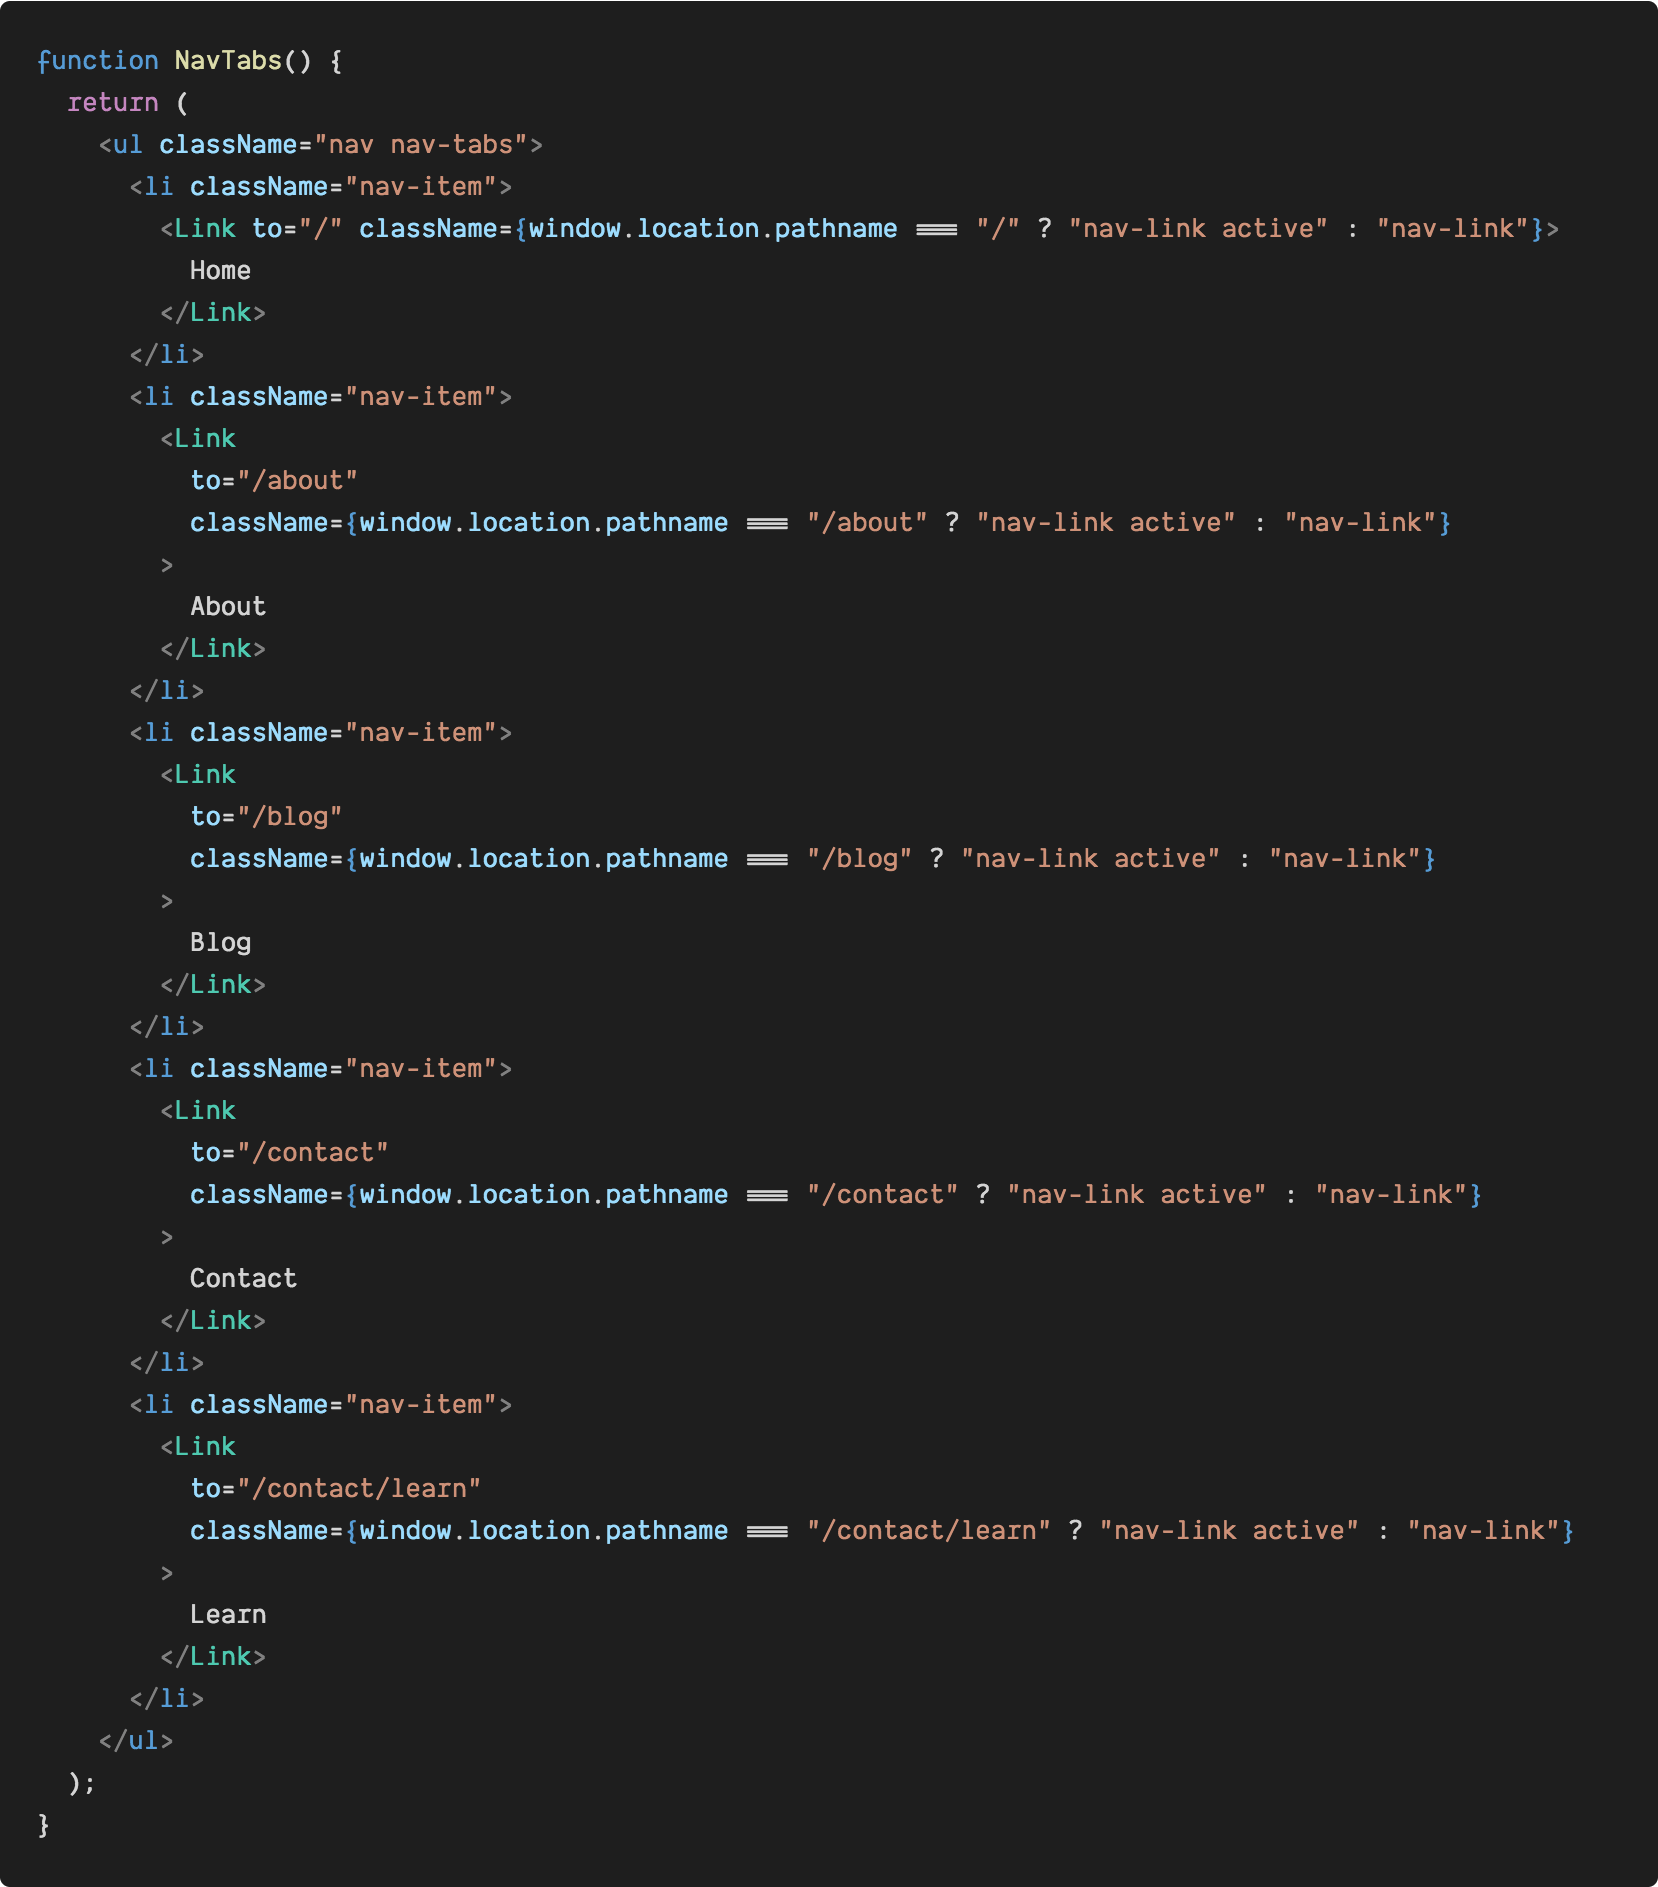 function NavTabs() {
  return (
    <ul className="nav nav-tabs">
      <li className="nav-item">
        <Link to="/" className={window.location.pathname === "/" ? "nav-link active" : "nav-link"}>
          Home
        </Link>
      </li>
      <li className="nav-item">
        <Link
          to="/about"
          className={window.location.pathname === "/about" ? "nav-link active" : "nav-link"}
        >
          About
        </Link>
      </li>
      <li className="nav-item">
        <Link
          to="/blog"
          className={window.location.pathname === "/blog" ? "nav-link active" : "nav-link"}
        >
          Blog
        </Link>
      </li>
      <li className="nav-item">
        <Link
          to="/contact"
          className={window.location.pathname === "/contact" ? "nav-link active" : "nav-link"}
        >
          Contact
        </Link>
      </li>
      <li className="nav-item">
        <Link
          to="/contact/learn"
          className={window.location.pathname === "/contact/learn" ? "nav-link active" : "nav-link"}
        >
          Learn
        </Link>
      </li>
    </ul>
  );
}